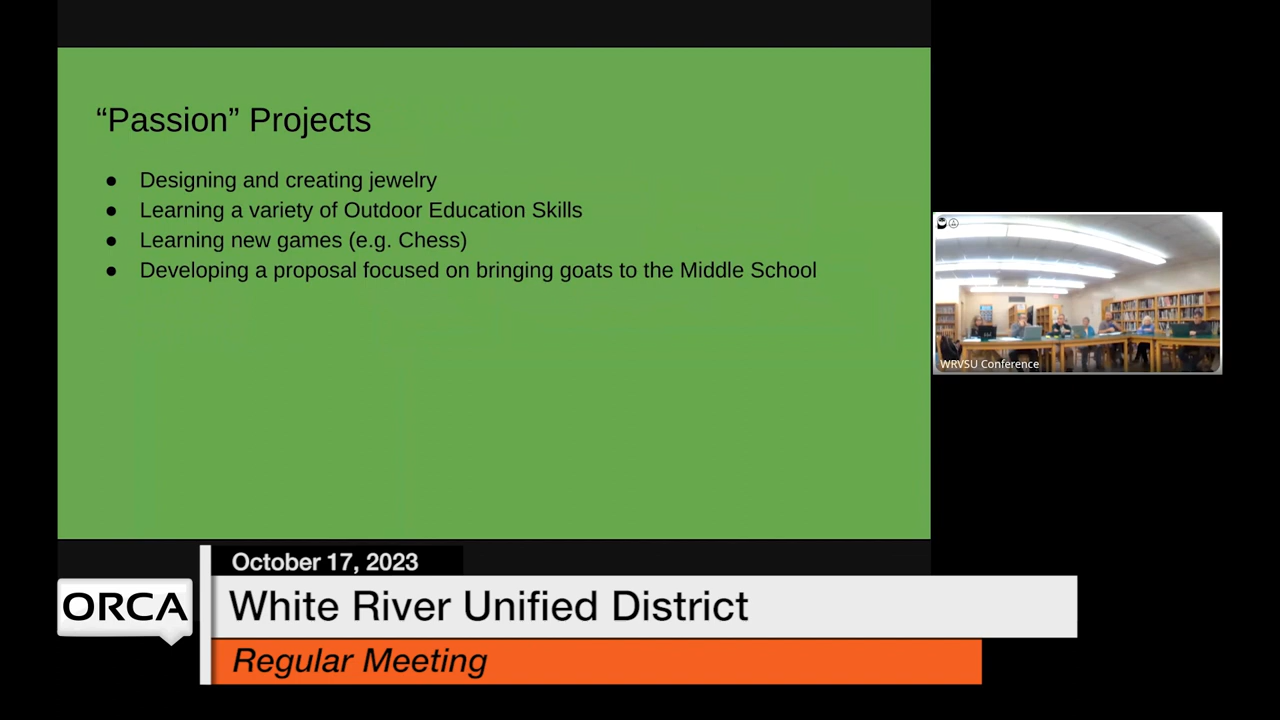 “Passion” Projects
● Designing and creating jewelry
● Learning a variety of Outdoor Education Skills
● Learning new games (e.g. Chess)
● Developing a proposal focused on bringing goats to the Middle School
WRVSU Conference
October 17, 2023
ORCA
White River Unified District
Regular Meeting